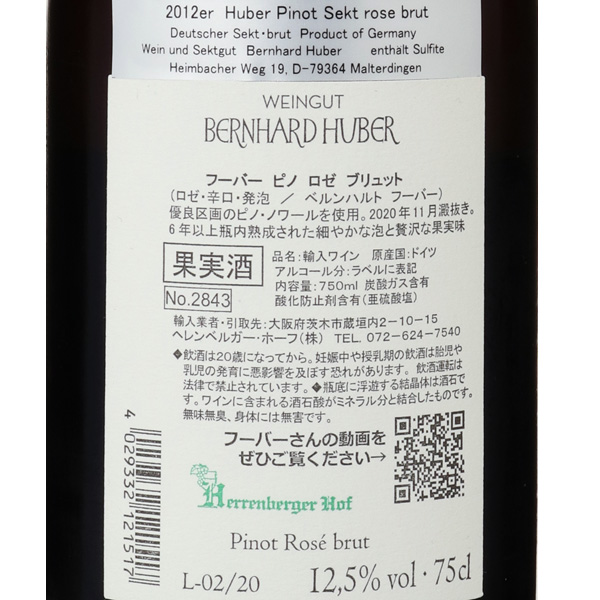 2012er Huber Pinot Sekt rose brut
Deutscher Sekt・brut Product of Germany
Wein und Sektgut Bernhard Huber enthalt Sulfite
Heimbacher Weg 19, D-79364 Malterdingen
WEINGUT
BERNHARD HUBER
フーバー ピノ ロゼ ブリュット
(ロゼ・辛口・発泡 / ベルンハルト フーバー)
優良区画のピノ・ノワールを使用。2020年11月澱抜き。
6年以上瓶内熟成された細やかな泡と贅沢な果実味
果実酒
No.2843
品名:輸入ワイン 原産国:ドイツ
アルコール分:ラベルに表記
内容量:750ml 炭酸ガス含有
酸化防止剤含有(亜硫酸塩)
輸入業者・引取先:大阪府茨木市蔵垣内2-10-15
ヘレンベルガー・ホーフ(株) TEL. 072-624-7540
◆飲酒は20歳になってから。妊娠中や授乳期の飲酒は胎児や
乳児の発育に悪影響を及ぼす恐れがあります。 飲酒運転は
法律で禁止されています。◆瓶底に浮遊する結晶体は酒石で
す。ワインに含まれる酒石酸がミネラル分と結合したものです。
無味無臭、身体には無害です。
フーバーさんの動画を
ぜひご覧ください→
Herrenberger Hof
4 029332 121517
Pinot Rosé brut
L-02/20 12,5% vol · 75cl